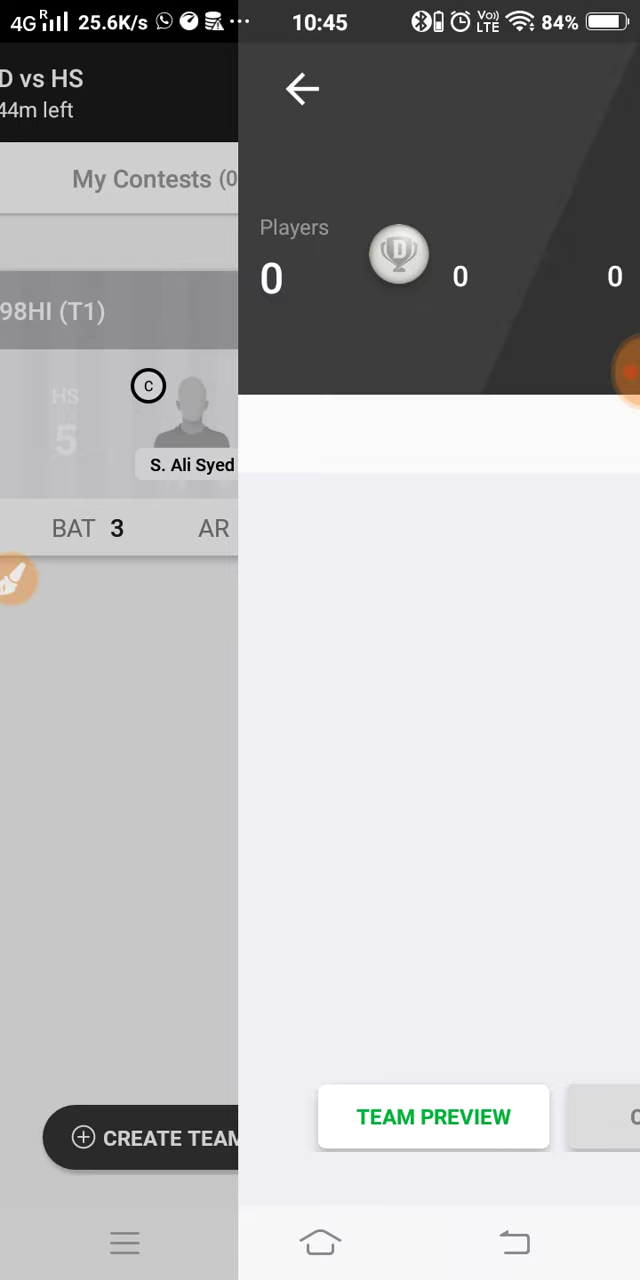 4G R 25.6K/s ... 10:45 Vo) LTE 84%
D vs HS
44m left
My Contests (0
Players
0 D 0 0
98HI (T1)
HS
5
C
S. Ali Syed
BAT 3 AR
TEAM PREVIEW C
CREATE TEAM